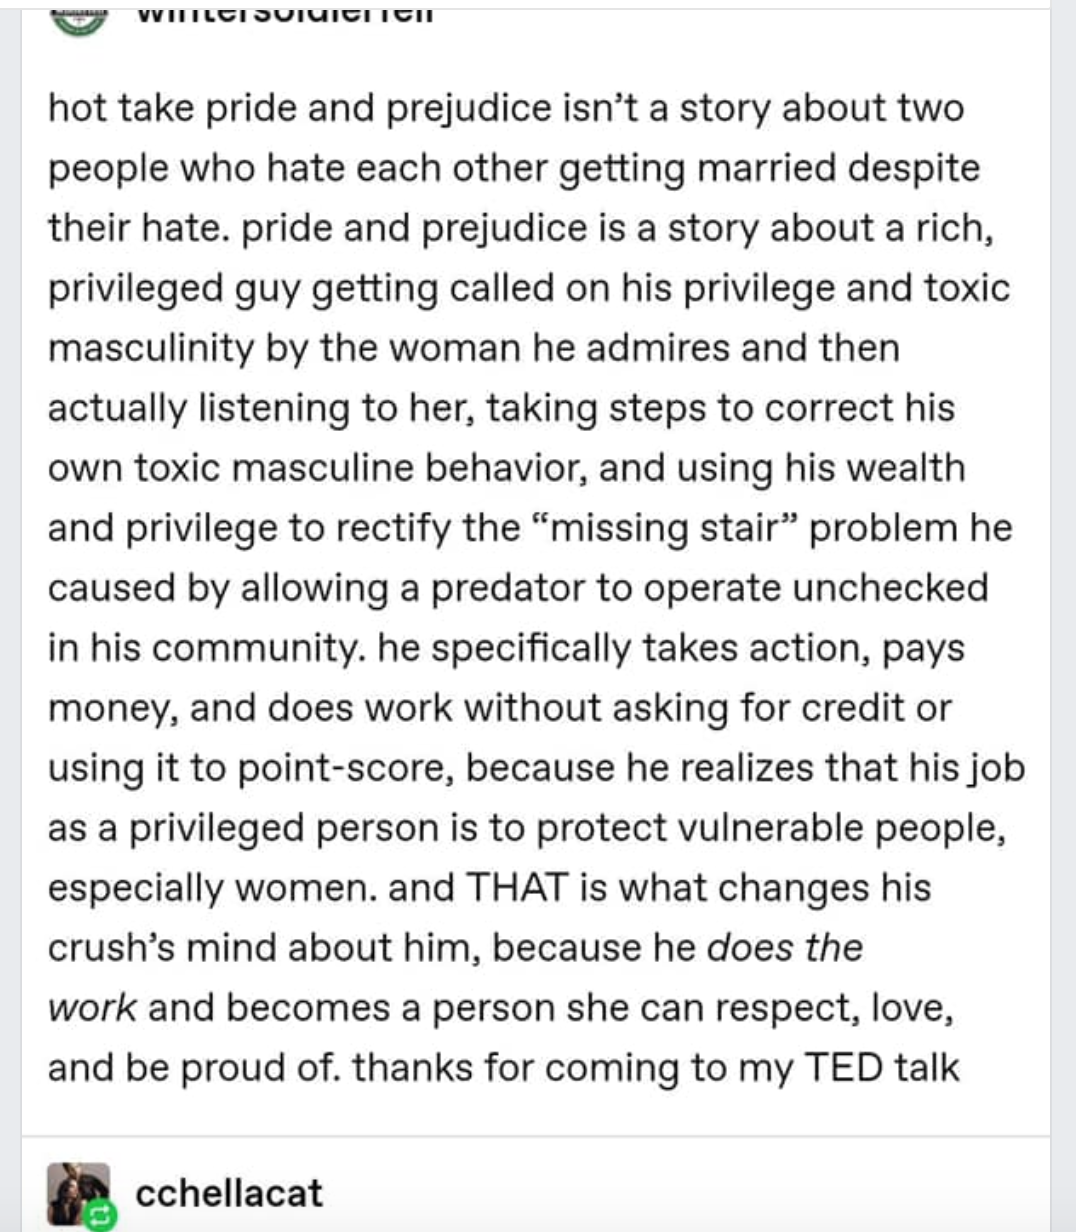 hot take pride and prejudice isn’t a story about two
people who hate each other getting married despite
their hate. pride and prejudice is a story about a rich,
privileged guy getting called on his privilege and toxic
masculinity by the woman he admires and then
actually listening to her, taking steps to correct his
own toxic masculine behavior, and using his wealth
and privilege to rectify the “missing stair” problem he
caused by allowing a predator to operate unchecked
in his community. he specifically takes action, pays
money, and does work without asking for credit or
using it to point-score, because he realizes that his job
as a privileged person is to protect vulnerable people,
especially women. and THAT is what changes his
crush’s mind about him, because he does the
work and becomes a person she can respect, love,
and be proud of. thanks for coming to my TED talk
cchellacat